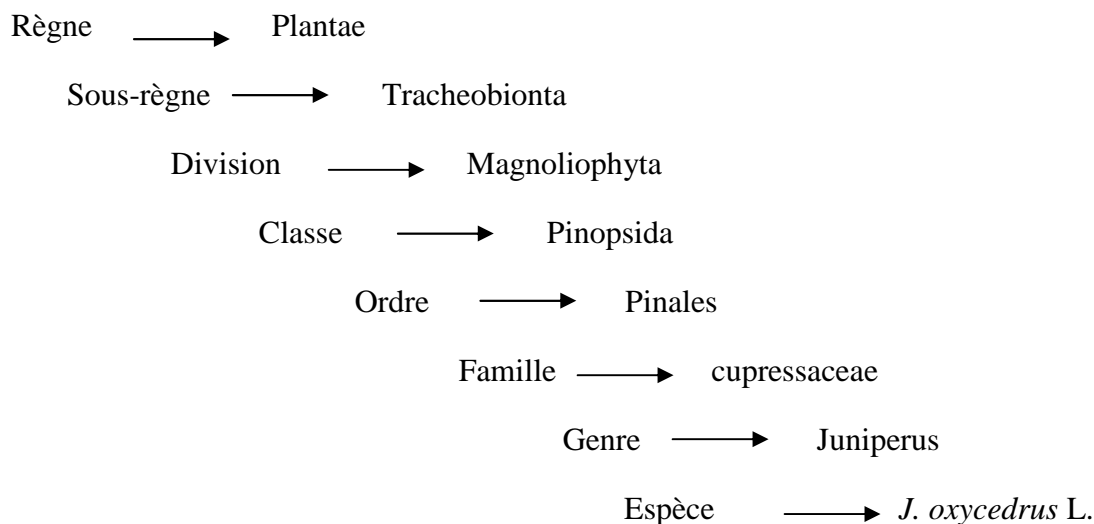 Règne Plantae
Sous-règne Tracheobionta
Division Magnoliophyta
Classe Pinopsida
Ordre Pinales
Famille cupressaceae
Genre Juniperus
Espèce J. oxycedrus L.